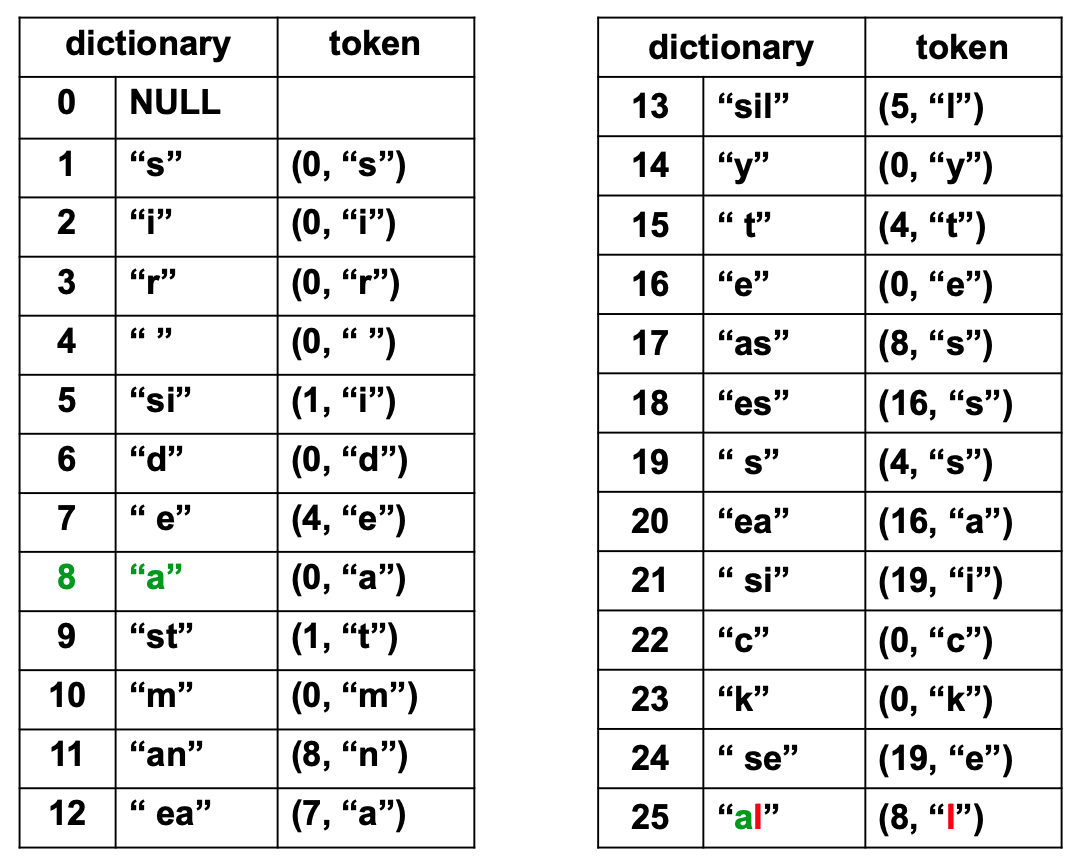 dictionary token
0 NULL
1 “s” (0, “s”)
2 “i” (0, “i”)
3 “r” (0, “r”)
4 “ ” (0, “ ”)
5 “si” (1, “i”)
6 “d” (0, “d”)
7 “ e” (4, “e”)
8 “a” (0, “a”)
9 “st” (1, “t”)
10 “m” (0, “m”)
11 “an” (8, “n”)
12 “ ea” (7, “a”)
dictionary token
13 “sil” (5, “l”)
14 “y” (0, “y”)
15 “ t” (4, “t”)
16 “e” (0, “e”)
17 “as” (8, “s”)
18 “es” (16, “s”)
19 “ s” (4, “s”)
20 “ea” (16, “a”)
21 “ si” (19, “i”)
22 “c” (0, “c”)
23 “k” (0, “k”)
24 “ se” (19, “e”)
25 “al” (8, “l”)